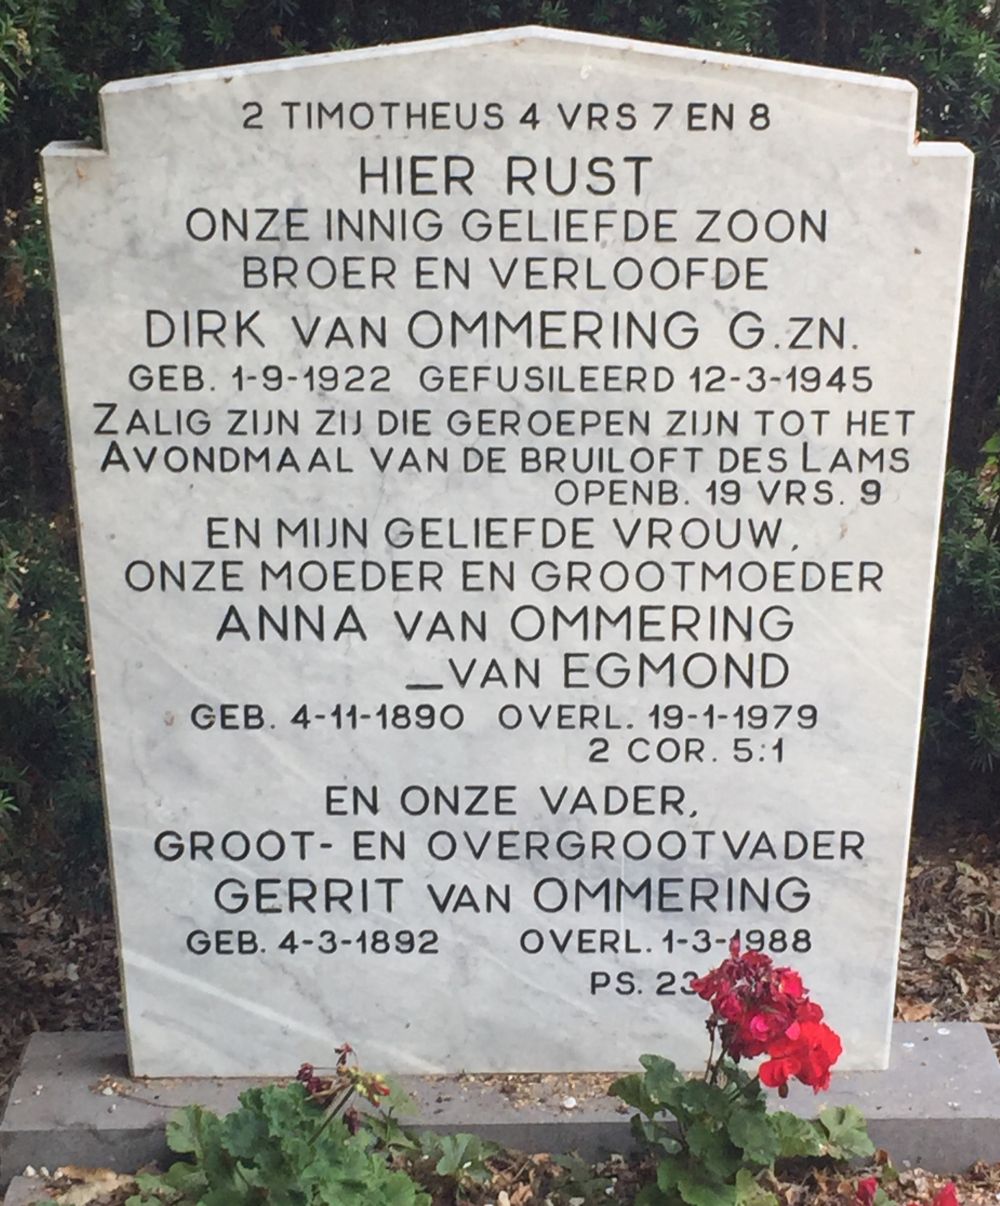 2 TIMOTHEUS 4 VRS 7 EN 8
HIER RUST
ONZE INNIG GELIEFDE ZOON
BROER EN VERLOOFDE
DIRK VAN OMMERING G.ZN.
GEB. 1-9-1922 GEFUSILEERD 12-3-1945
ZALIG ZIJN ZIJ DIE GEROEPEN ZIJN TOT HET
AVONDMAAL VAN DE BRUILOFT DES LAMS
OPENB. 19 VRS. 9
EN MIJN GELIEFDE VROUW,
ONZE MOEDER EN GROOTMOEDER
ANNA VAN OMMERING
_VAN EGMOND
GEB. 4-11-1890 OVERL. 19-1-1979
2 COR. 5:1
EN ONZE VADER,
GROOT- EN OVERGROOTVADER
GERRIT VAN OMMERING
GEB. 4-3-1892 OVERL. 1-3-1988
PS. 23